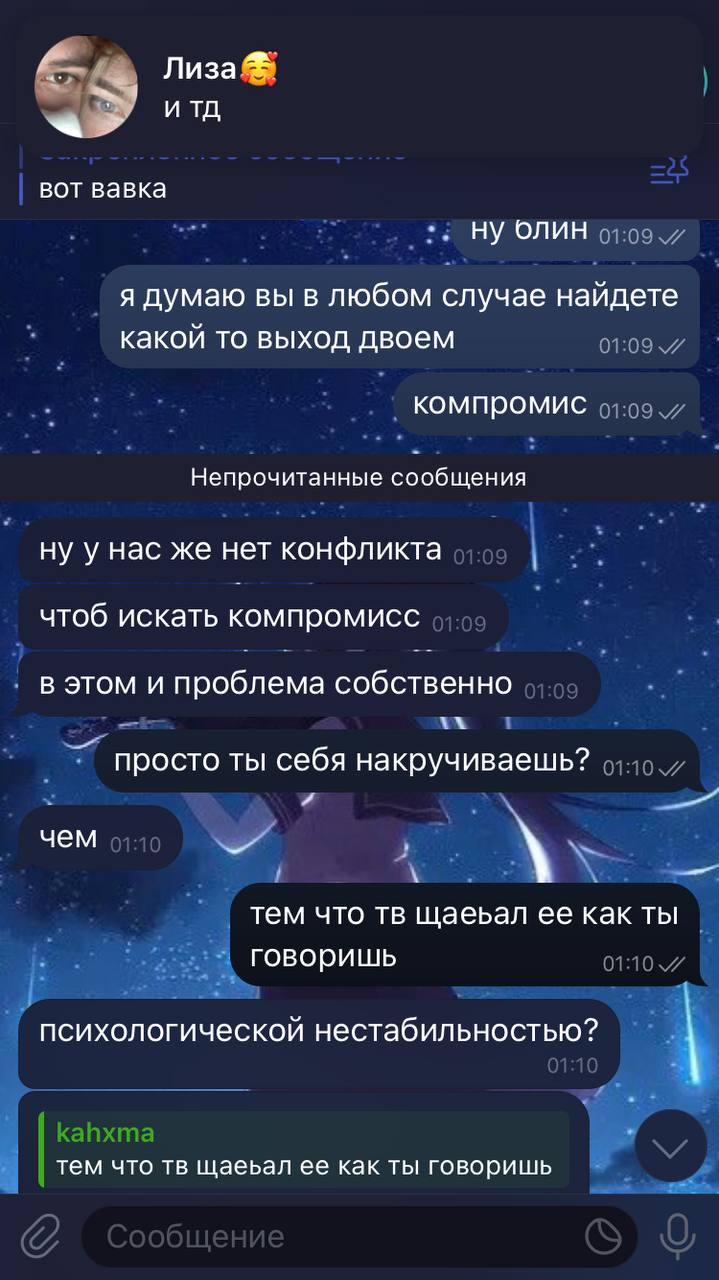 Лиза🥰
и тд
закрепленное сообщение
вот вавка
ну блин 01:09
я думаю вы в любом случае найдете
какой то выход двоем 01:09
компромис 01:09
Непрочитанные сообщения
ну у нас же нет конфликта 01:09
чтоб искать компромисс 01:09
в этом и проблема собственно 01:09
просто ты себя накручиваешь? 01:10
чем 01:10
тем что тв щаеьал ее как ты
говоришь 01:10
психологической нестабильностью?
01:10
kahxma
тем что тв щаеьал ее как ты говоришь
Сообщение